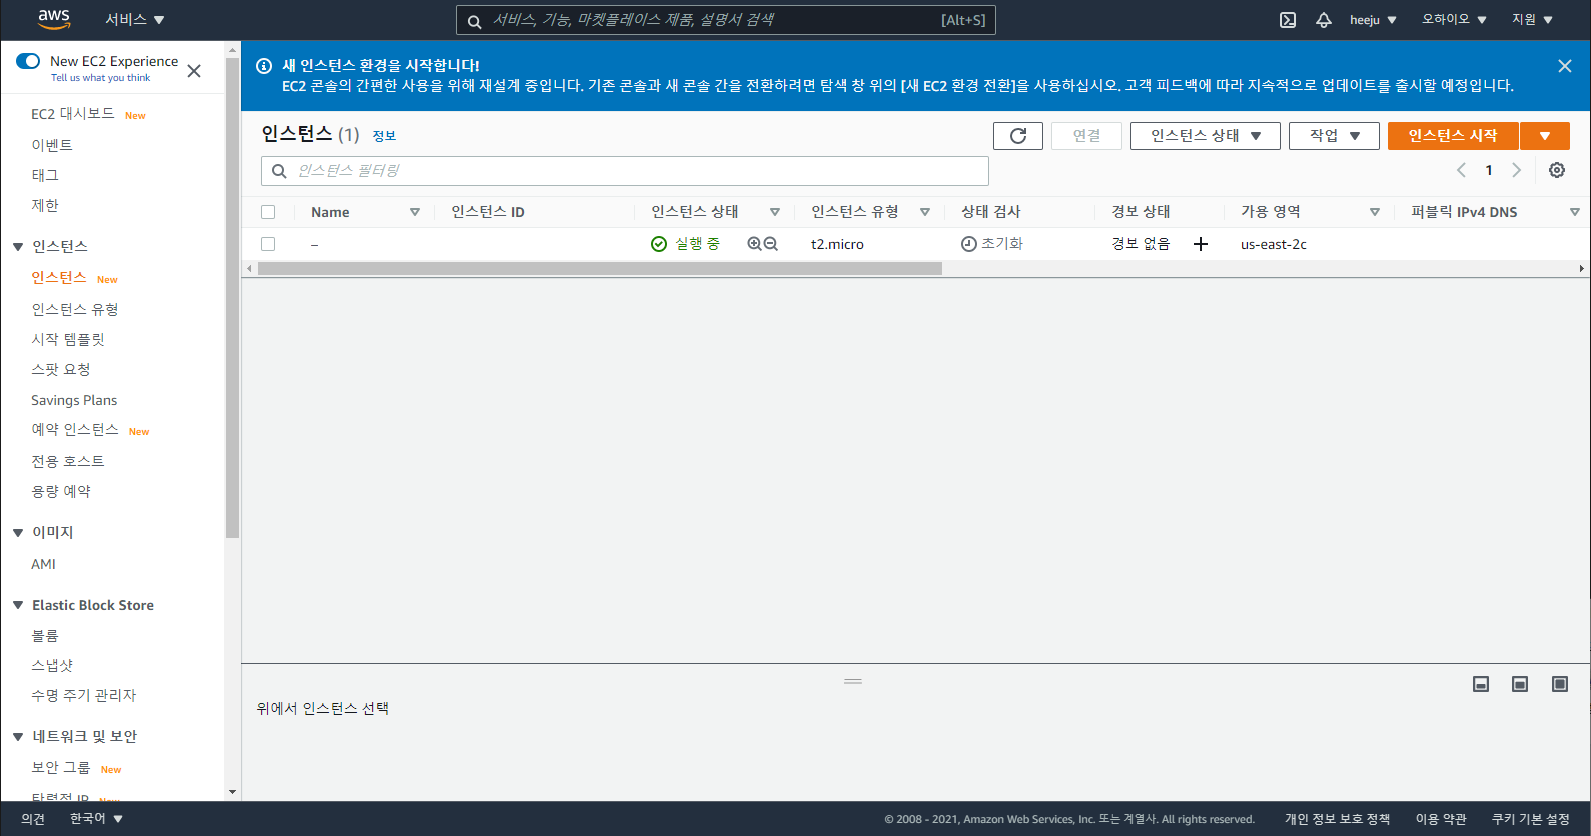 aws
서비스
서비스, 기능, 마켓플레이스 제품, 설명서 검색
[Alt+S]
heeju
오하이오
지원
New EC2 Experience
Tell us what you think
EC2 대시보드 New
이벤트
태그
제한
인스턴스
인스턴스 New
인스턴스 유형
시작 템플릿
스팟 요청
Savings Plans
예약 인스턴스 New
전용 호스트
용량 예약
이미지
AMI
Elastic Block Store
볼륨
스냅샷
수명 주기 관리자
네트워크 및 보안
보안 그룹 New
탄력적 IP New
새 인스턴스 환경을 시작합니다!
EC2 콘솔의 간편한 사용을 위해 재설계 중입니다. 기존 콘솔과 새 콘솔 간을 전환하려면 탐색 창 위의 [새 EC2 환경 전환]을 사용하십시오. 고객 피드백에 따라 지속적으로 업데이트를 출시할 예정입니다.
인스턴스 (1) 정보
연결
인스턴스 상태
작업
인스턴스 시작
인스턴스 필터링
1
Name 인스턴스 ID 인스턴스 상태 인스턴스 유형 상태 검사 경보 상태 가용 영역 퍼블릭 IPv4 DNS
– 실행 중 t2.micro 초기화 경보 없음 + us-east-2c
위에서 인스턴스 선택
의견
한국어
© 2008 - 2021, Amazon Web Services, Inc. 또는 계열사. All rights reserved.
개인 정보 보호 정책
이용 약관
쿠키 기본 설정